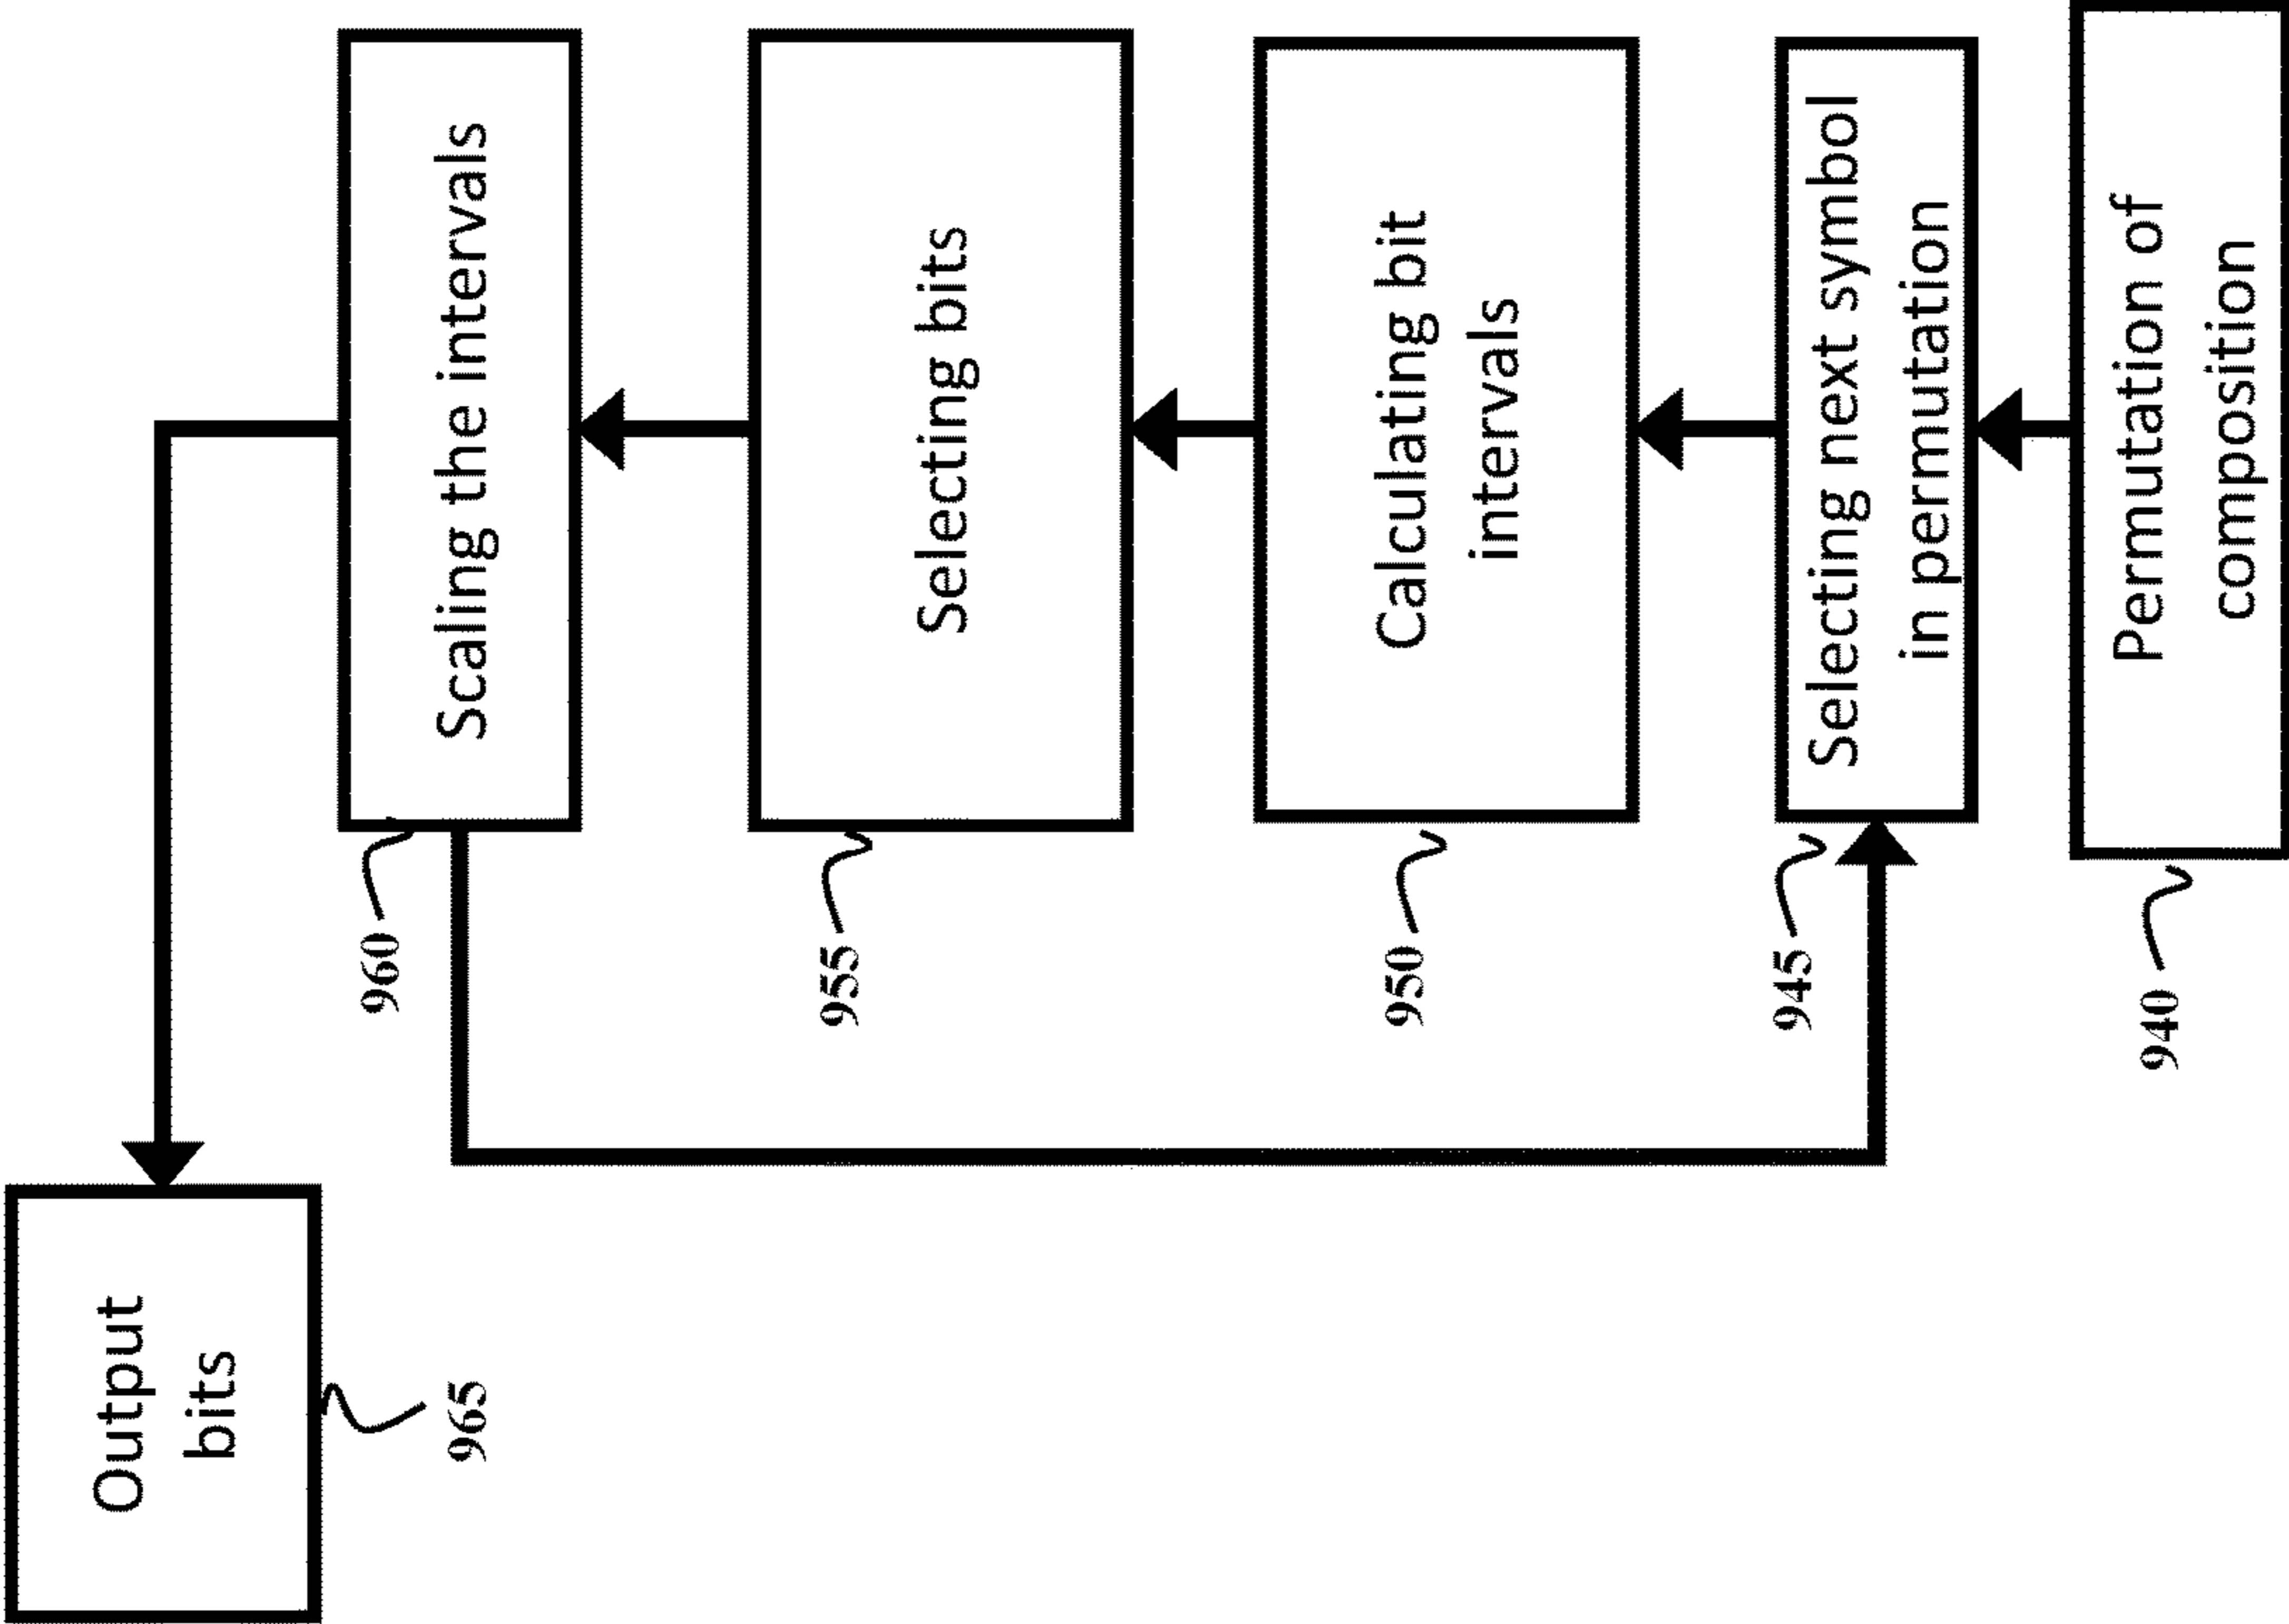 Output
bits
965
Scaling the intervals
960
Selecting bits
955
Calculating bit
intervals
950
Selecting next symbol
in permutation
945
Permutation of
composition
940